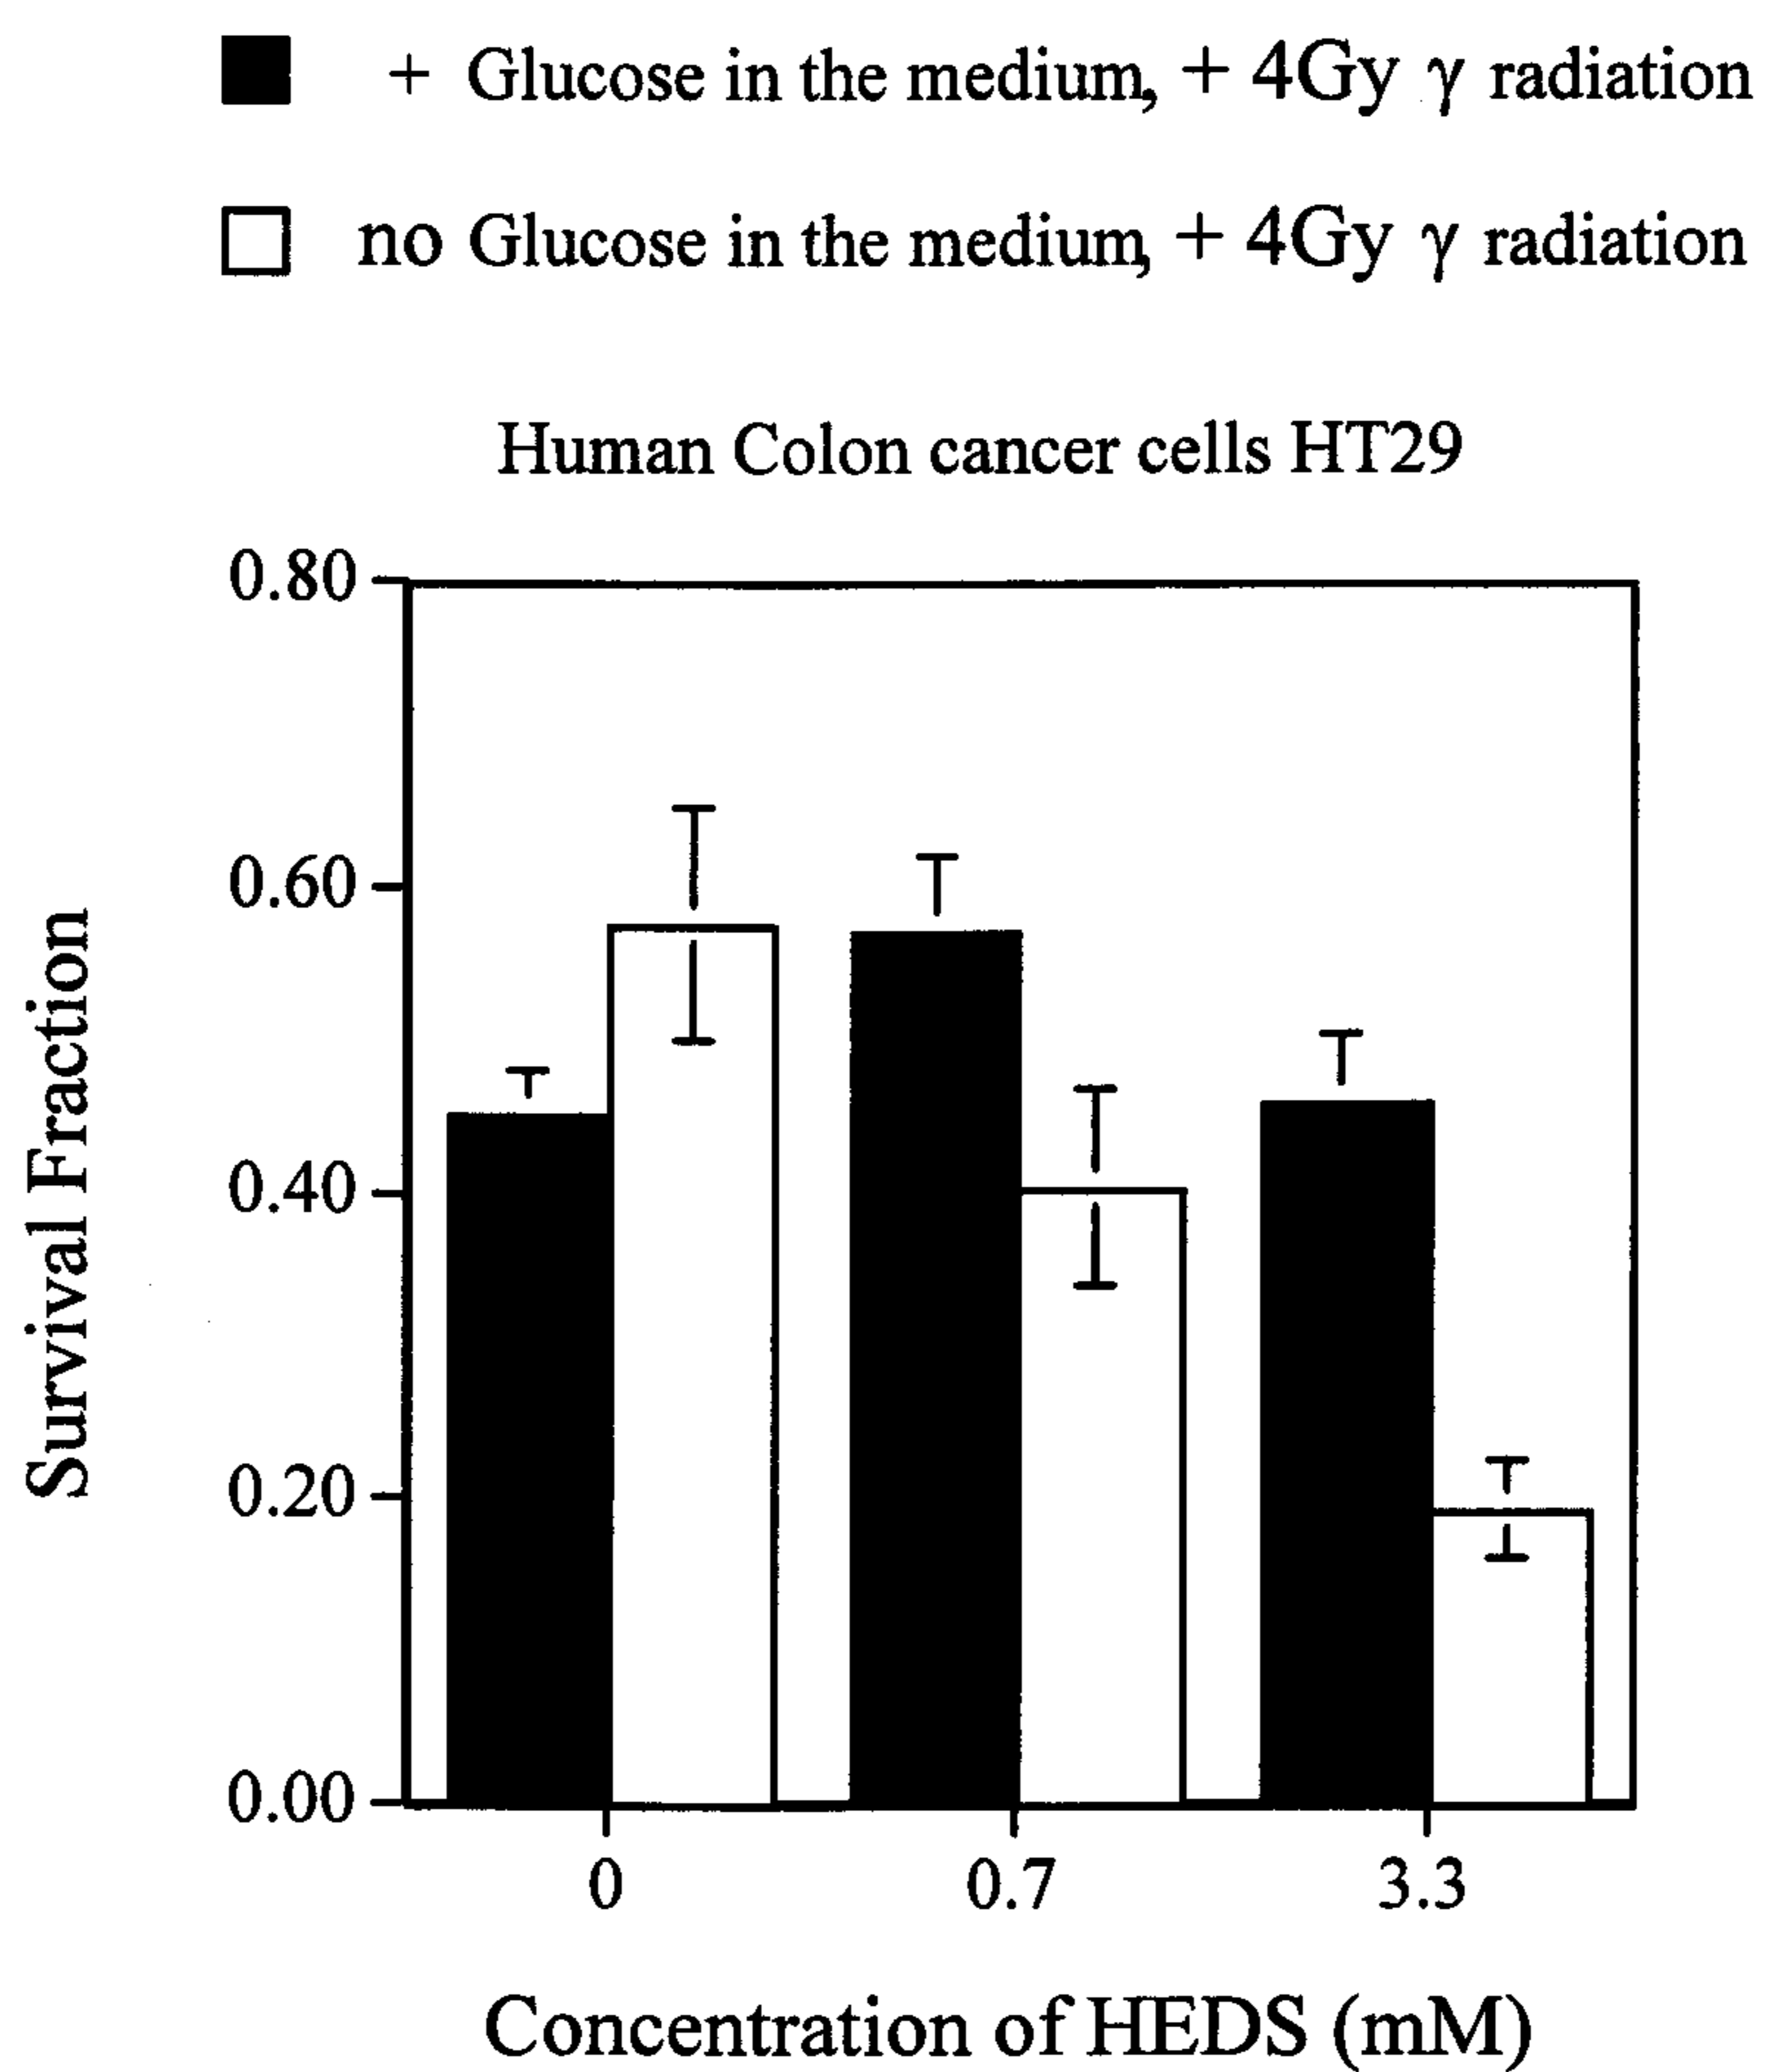 + Glucose in the medium, + 4Gy γ radiation
no Glucose in the medium, + 4Gy γ radiation
Human Colon cancer cells HT29
0.80
0.60
0.40
0.20
0.00
Survival Fraction
0 0.7 3.3
Concentration of HEDS (mM)